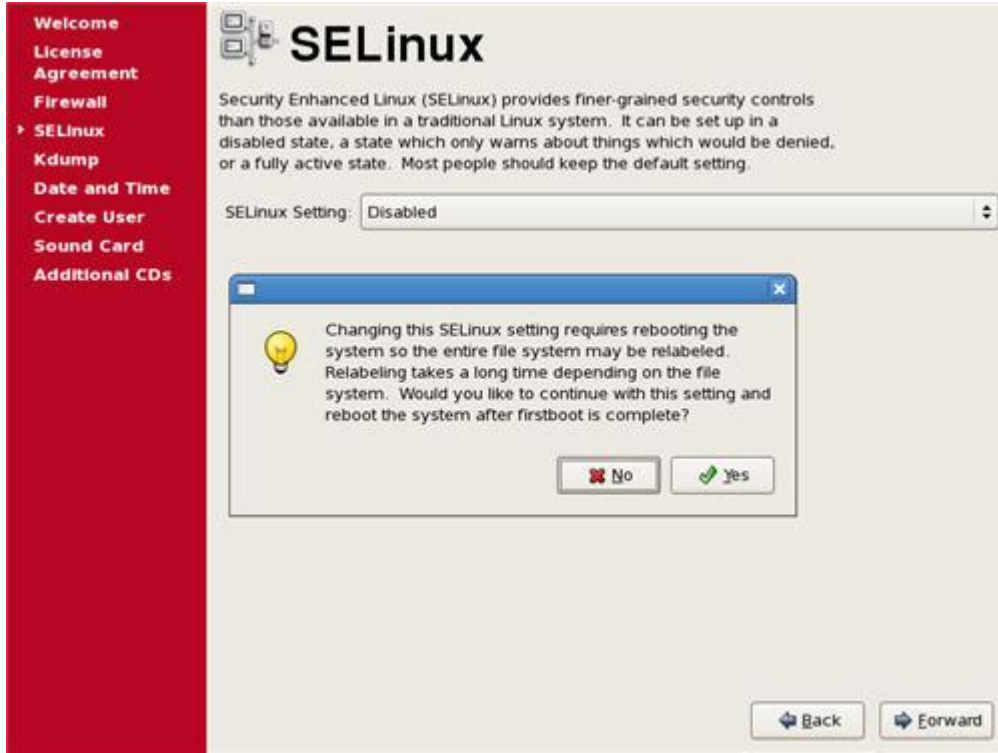 Welcome
License
Agreement
Firewall
SELinux
Kdump
Date and Time
Create User
Sound Card
Additional CDs
SELinux
Security Enhanced Linux (SELinux) provides finer-grained security controls
than those available in a traditional Linux system. It can be set up in a
disabled state, a state which only warns about things which would be denied,
or a fully active state. Most people should keep the default setting.
SELinux Setting: Disabled
Changing this SELinux setting requires rebooting the
system so the entire file system may be relabeled.
Relabeling takes a long time depending on the file
system. Would you like to continue with this setting and
reboot the system after firstboot is complete?
No Yes
Back Forward